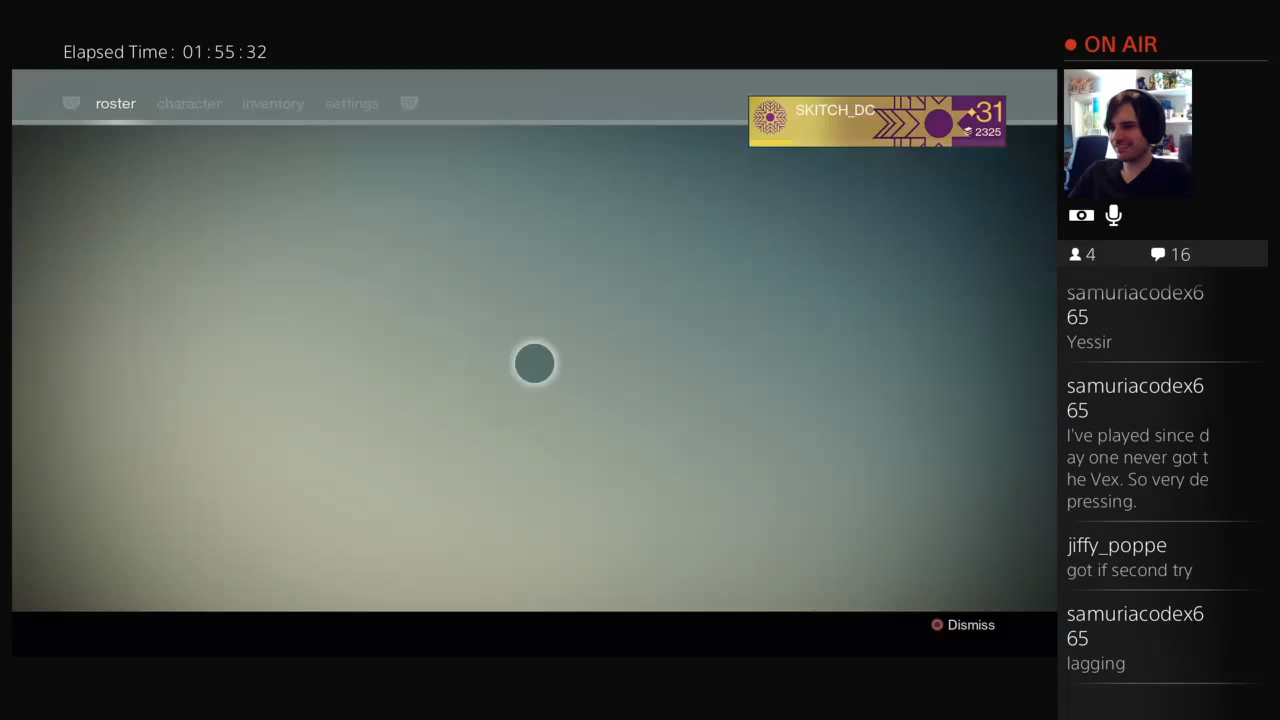 Elapsed Time: 01:55:32
ON AIR
roster character inventory settings
SKITCH_DC
31
2325
4 16
samuriacodex6
65
Yessir
samuriacodex6
65
I've played since d
ay one never got t
he Vex. So very de
pressing.
jiffy_poppe
got if second try
samuriacodex6
65
lagging
Dismiss